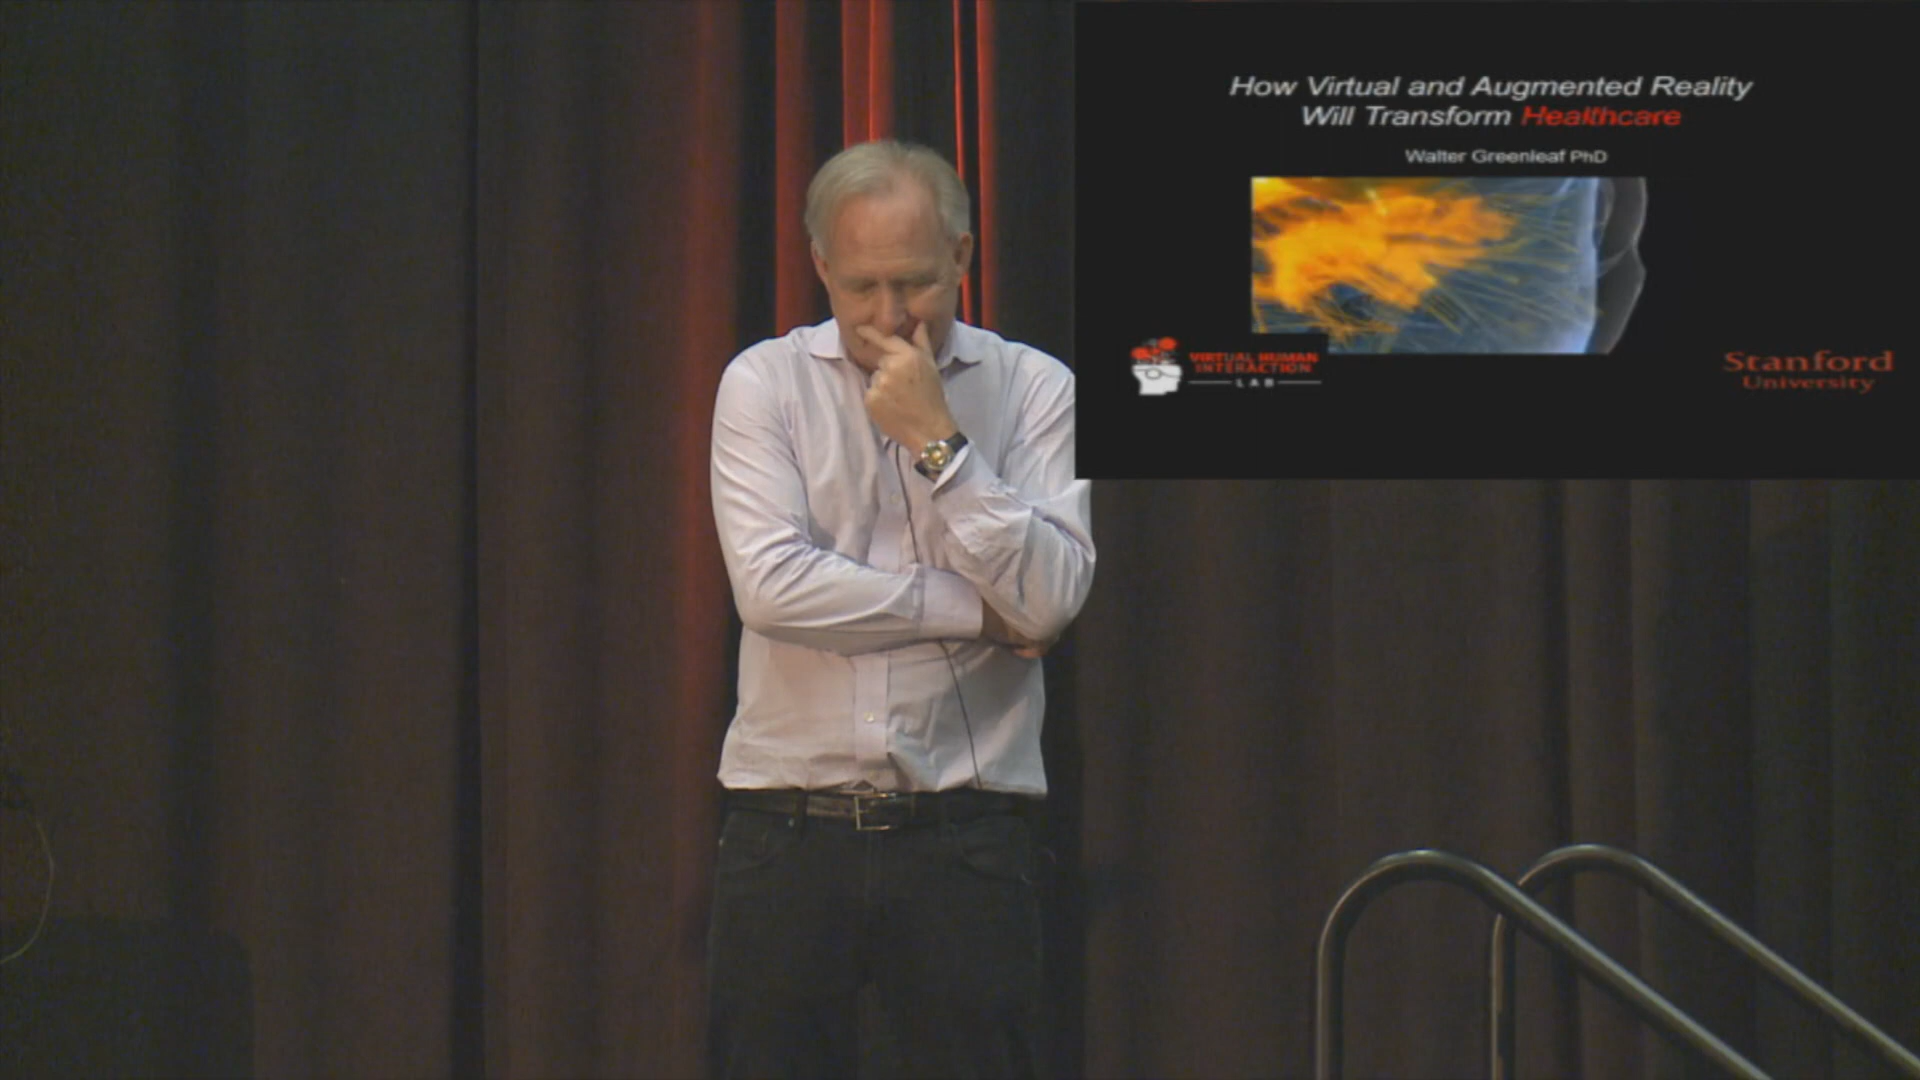 How Virtual and Augmented Reality
Will Transform Healthcare
Walter Greenleaf PhD
VIRTUAL HUMAN
INTERACTION
LAB
Stanford
University